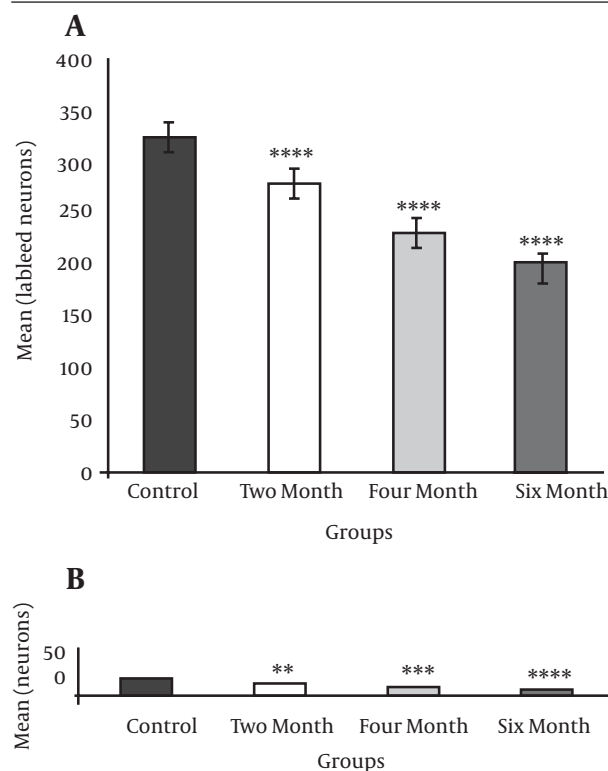 A
400
350
300
250
200
150
100
50
0
Mean (lableed neurons)
****
****
****
Control Two Month Four Month Six Month
Groups
B
50
0
Mean (neurons)
** *** ****
Control Two Month Four Month Six Month
Groups